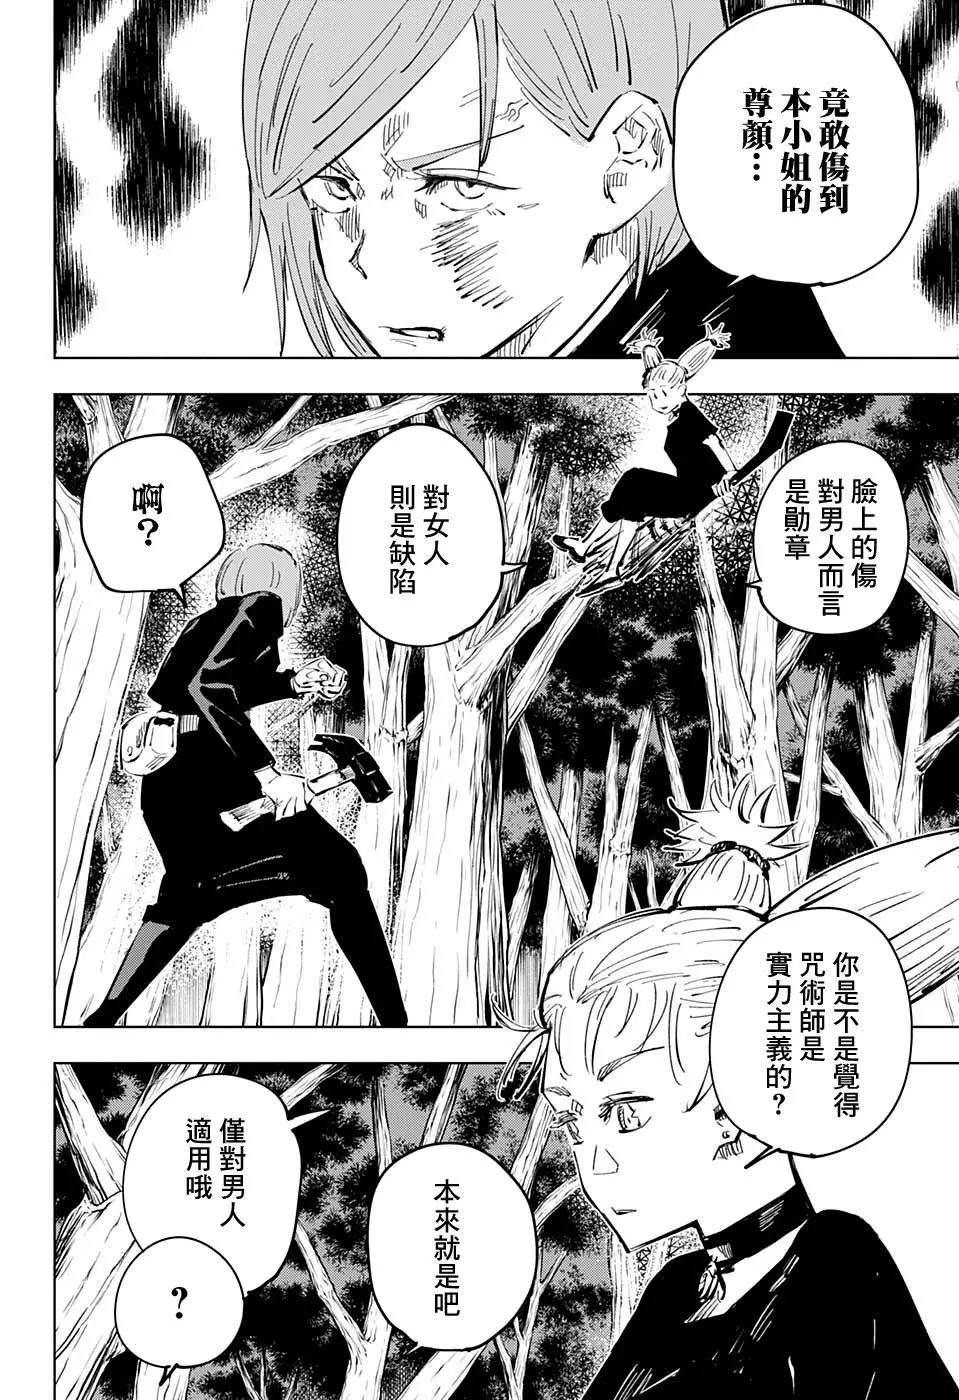 竟敢傷到
本小姐的
尊顏…
臉上的傷
對男人而言
是勛章
對女人
則是缺陷
啊？
你是不是覺得
咒術師是
實力主義的？
本來就是吧
僅對男人
適用哦
？